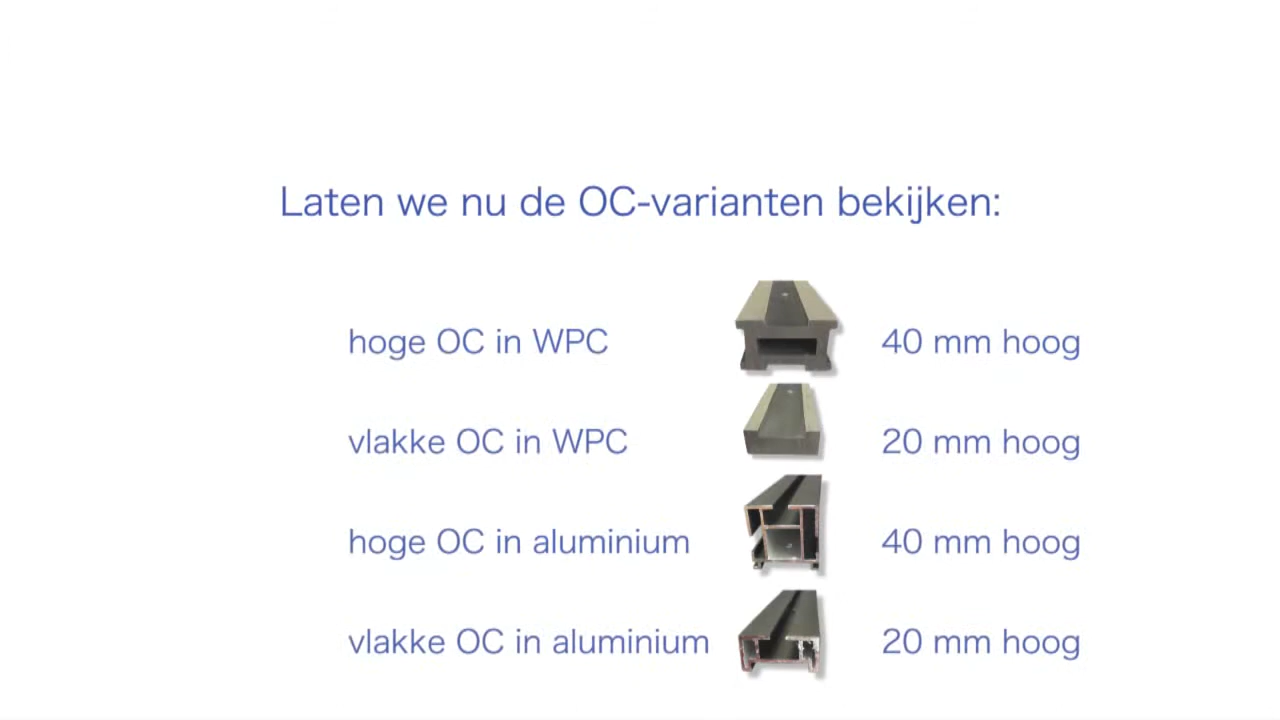 Laten we nu de OC-varianten bekijken:
hoge OC in WPC 40 mm hoog
vlakke OC in WPC 20 mm hoog
hoge OC in aluminium 40 mm hoog
vlakke OC in aluminium 20 mm hoog